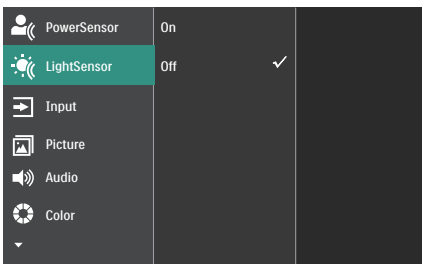 PowerSensor
LightSensor
Input
Picture
Audio
Color
On
Off